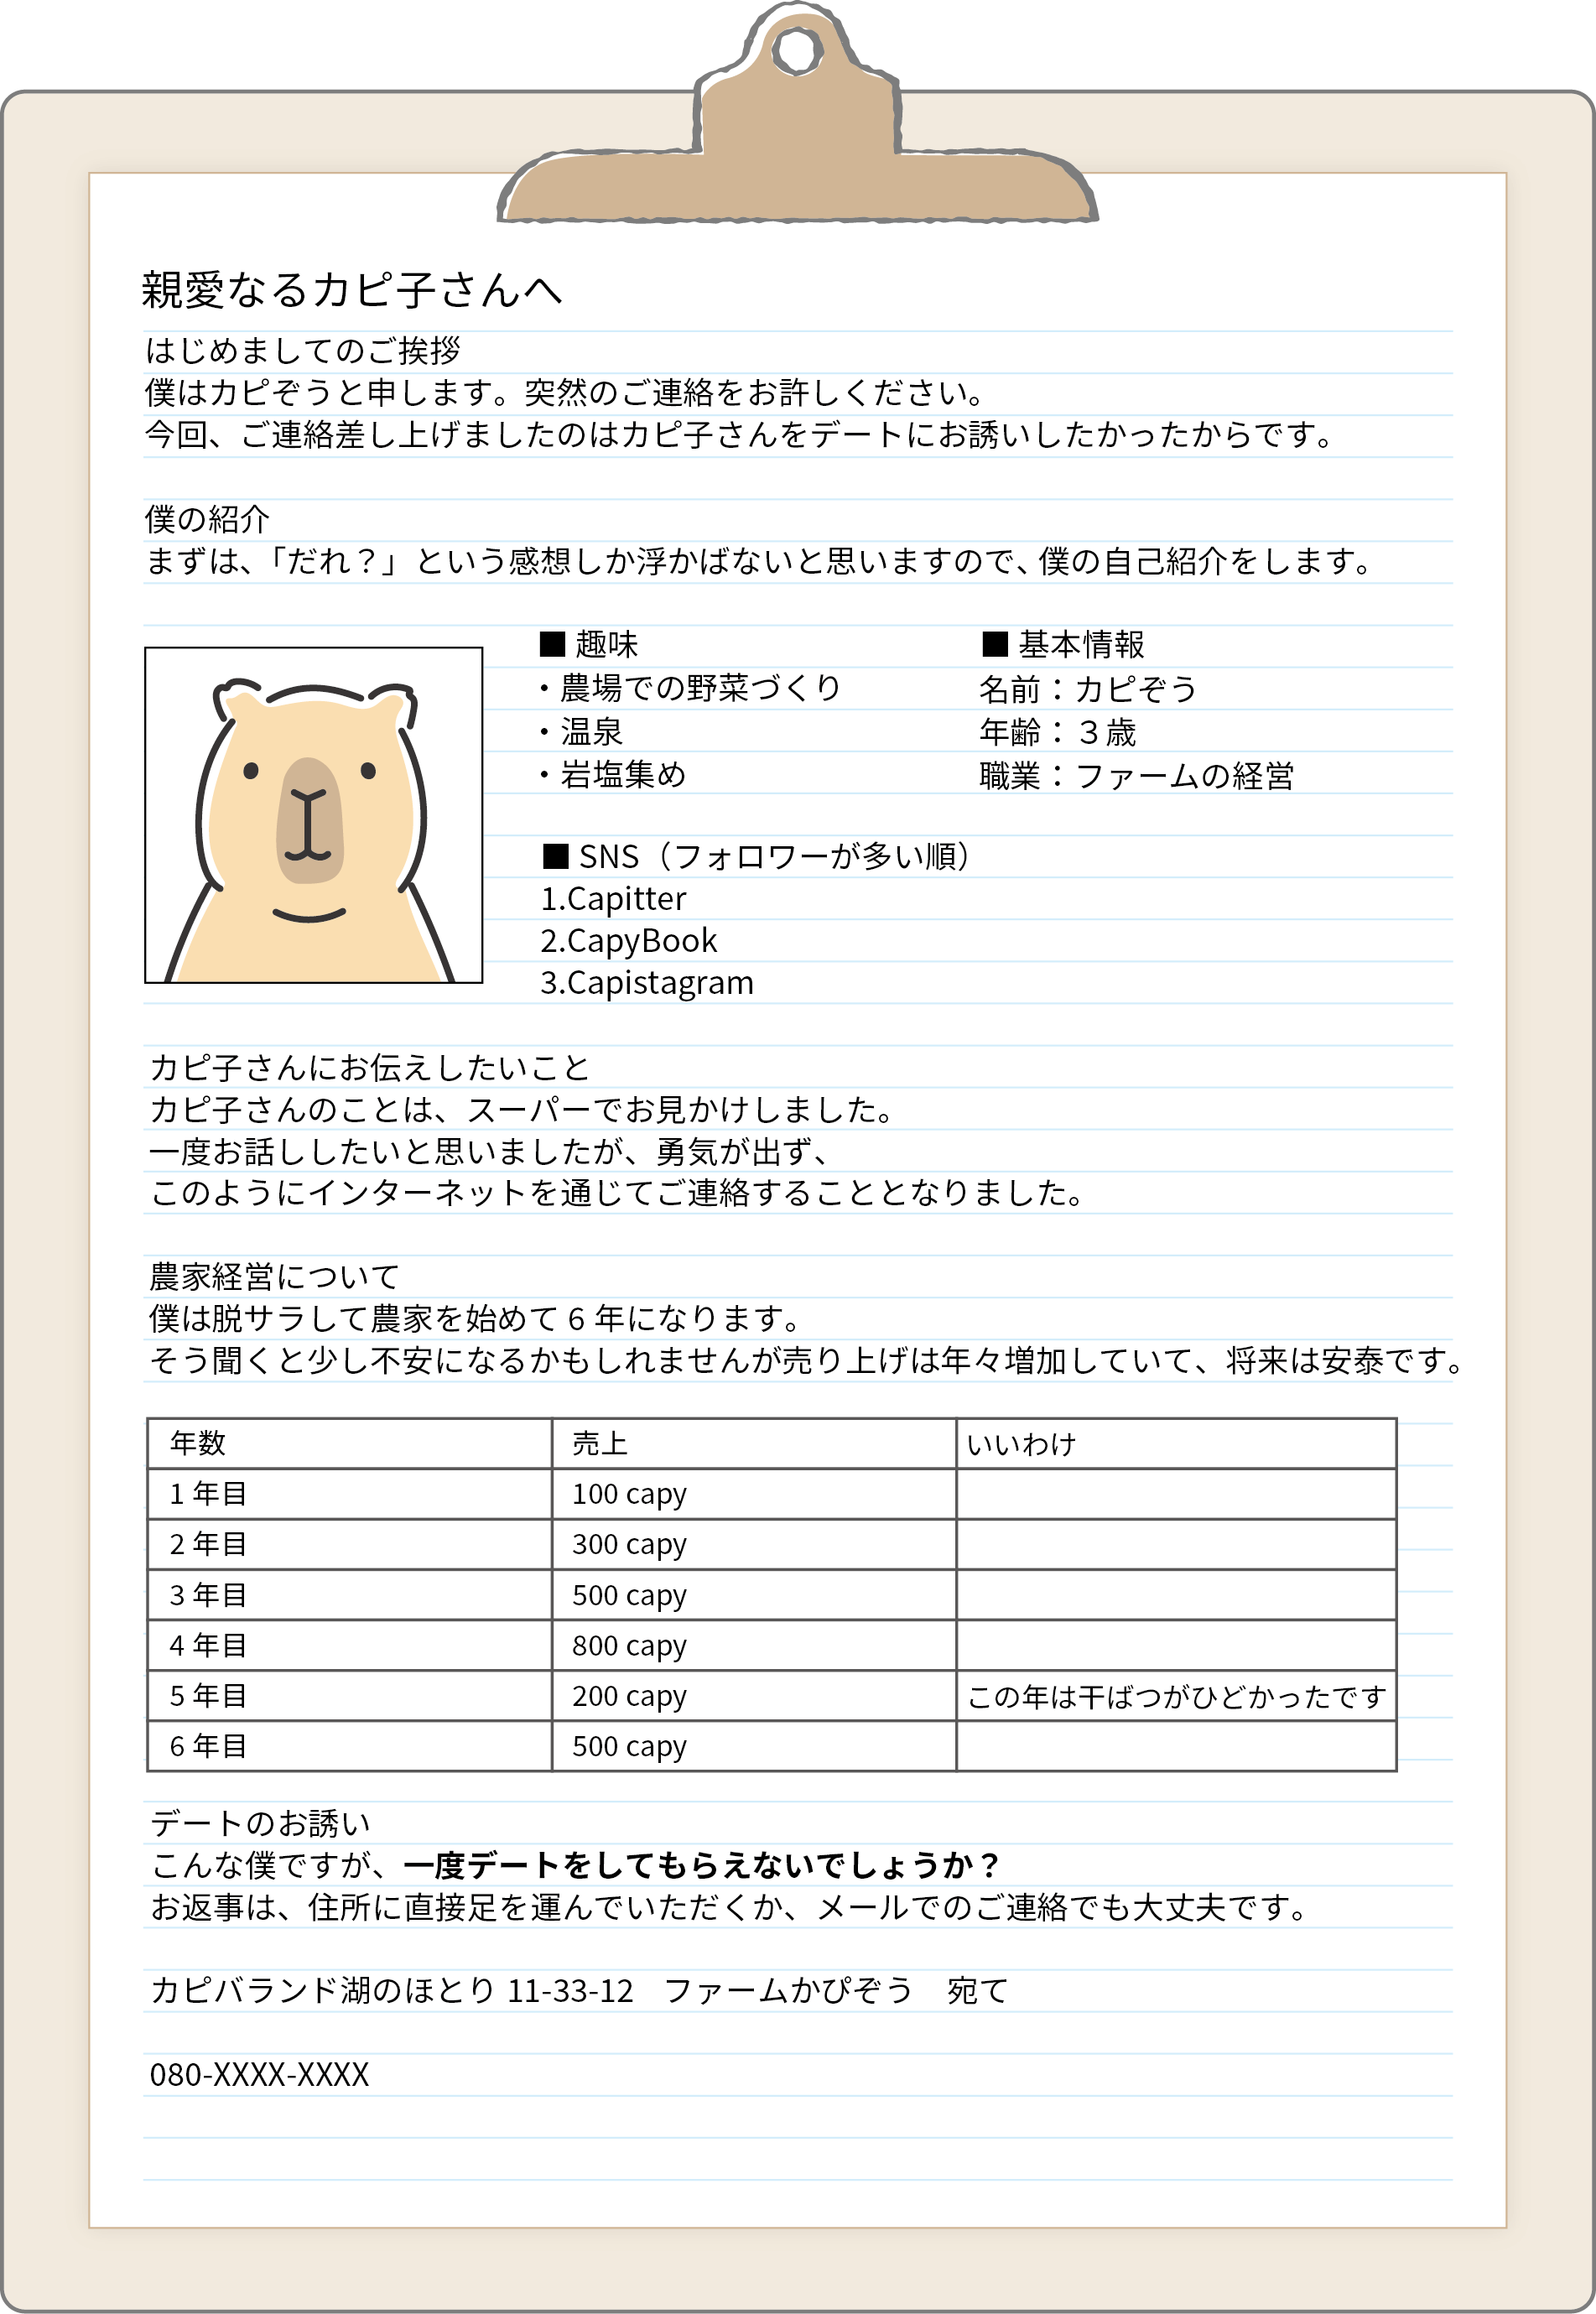 親愛なるカピ子さんへ
はじめましてのご挨拶
僕はカピぞうと申します。突然のご連絡をお許しください。
今回、ご連絡差し上げましたのはカピ子さんをデートにお誘いしたかったからです。
僕の紹介
まずは、「だれ？」という感想しか浮かばないと思いますので、僕の自己紹介をします。
■ 趣味
・農場での野菜づくり
・温泉
・岩塩集め
■ 基本情報
名前：カピぞう
年齢：３歳
職業：ファームの経営
■ SNS（フォロワーが多い順）
1.Capitter
2.CapyBook
3.Capistagram
カピ子さんにお伝えしたいこと
カピ子さんのことは、スーパーでお見かけしました。
一度お話ししたいと思いましたが、勇気が出ず、
このようにインターネットを通じてご連絡することとなりました。
農家経営について
僕は脱サラして農家を始めて 6 年になります。
そう聞くと少し不安になるかもしれませんが売り上げは年々増加していて、将来は安泰です。
年数 売上 いいわけ
1 年目 100 capy
2 年目 300 capy
3 年目 500 capy
4 年目 800 capy
5 年目 200 capy この年は干ばつがひどかったです
6 年目 500 capy
デートのお誘い
こんな僕ですが、一度デートをしてもらえないでしょうか？
お返事は、住所に直接足を運んでいただくか、メールでのご連絡でも大丈夫です。
カピバランド湖のほとり 11-33-12　ファームかぴぞう　宛て
080-XXXX-XXXX